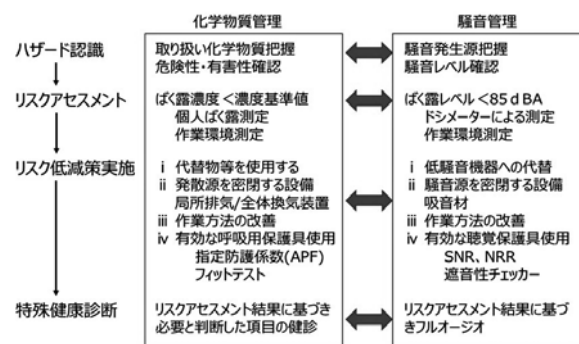 化学物質管理
騒音管理
ハザード認識
取り扱い化学物質把握
危険性・有害性確認
騒音発生源把握
騒音レベル確認
リスクアセスメント
ばく露濃度<濃度基準値
個人ばく露測定
作業環境測定
ばく露レベル<85dBA
ドシメーターによる測定
作業環境測定
リスク低減策実施
i 代替物等を使用する
ii 発散源を密閉する設備
局所排気/全体換気装置
iii 作業方法の改善
iv 有効な呼吸用保護具使用
指定防護係数(APF)
フィットテスト
i 低騒音機器への代替
ii 騒音源を密閉する設備
吸音材
iii 作業方法の改善
iv 有効な聴覚保護具使用
SNR、NRR
遮音性チェッカー
特殊健康診断
リスクアセスメント結果に基づき
必要と判断した項目の健診
リスクアセスメント結果に基づ
きフルオージオ